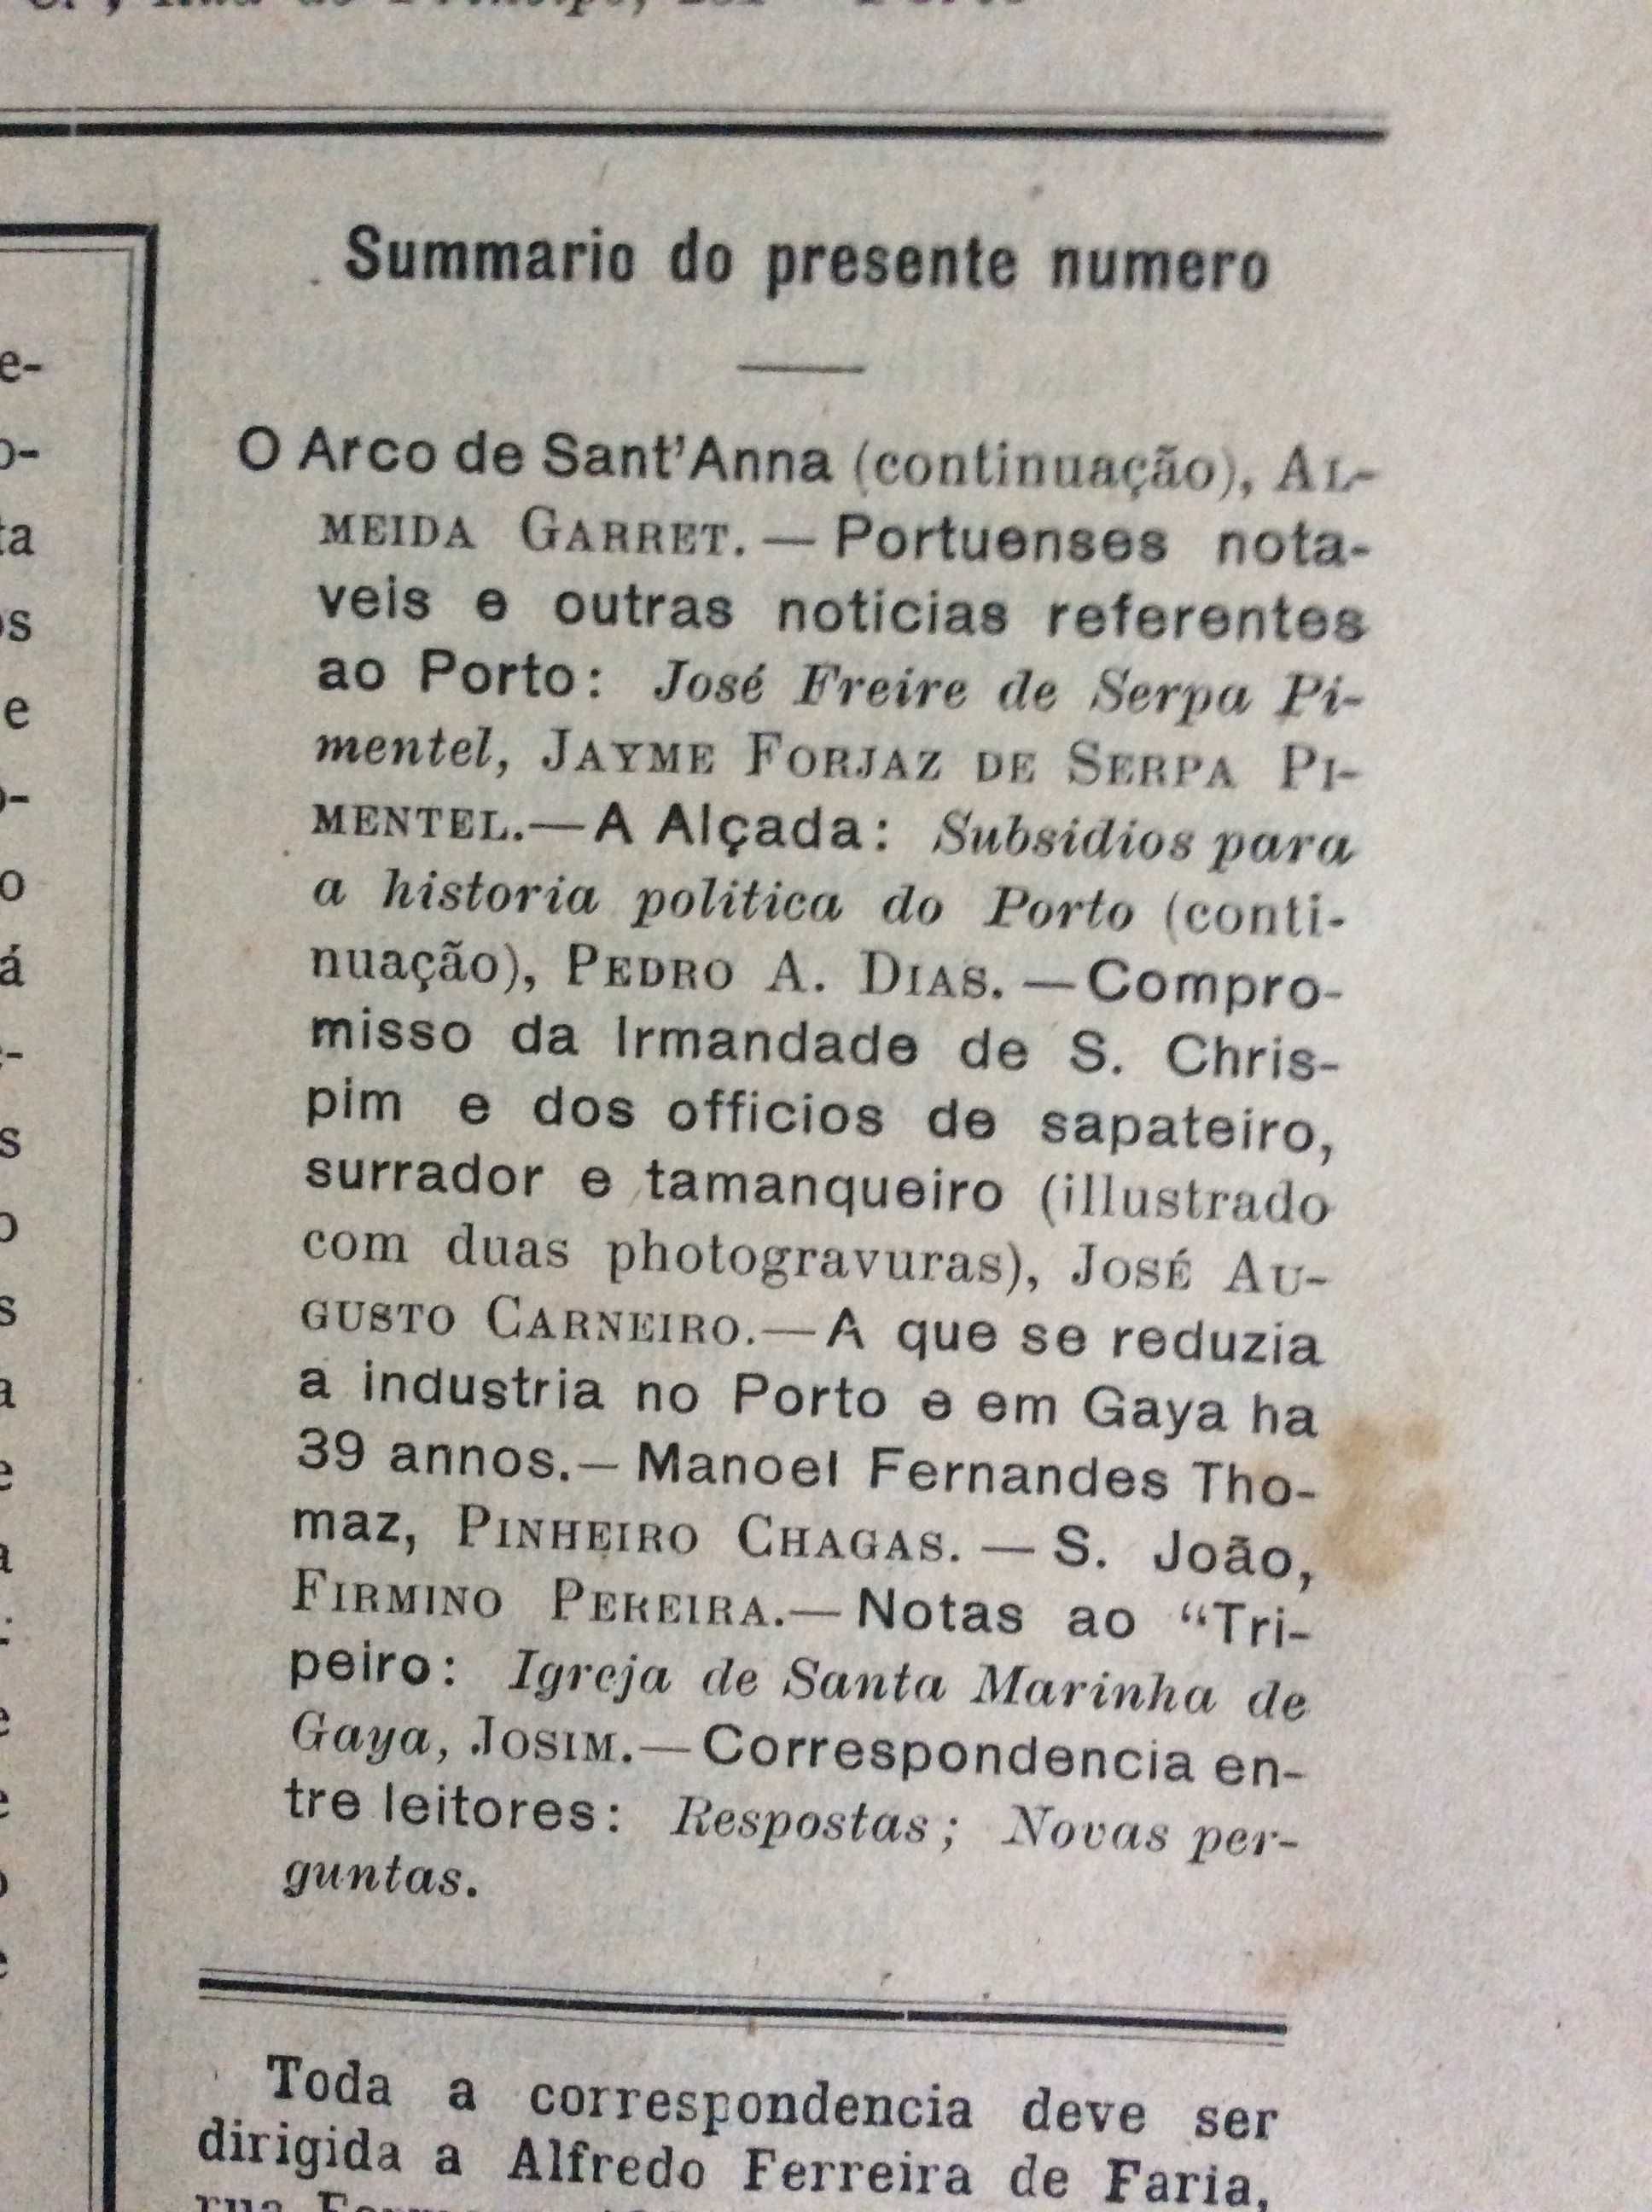 Summario do presente numero
O Arco de Sant'Anna (continuação), AL-
MEIDA GARRET. — Portuenses nota-
veis e outras noticias referentes
ao Porto: José Freire de Serpa Pi-
mentel, JAYME FORJAZ DE SERPA PI-
MENTEL.—A Alçada: Subsidios para
a historia politica do Porto (conti-
nuação), PEDRO A. DIAS. —Compro-
misso da Irmandade de S. Chris-
pim e dos officios de sapateiro,
surrador e tamanqueiro (illustrado
com duas photogravuras), JOSÉ AU-
GUSTO CARNEIRO.—A que se reduzia
a industria no Porto e em Gaya ha
39 annos.— Manoel Fernandes Tho-
maz, PINHEIRO CHAGAS. — S. João,
FIRMINO PEREIRA.—Notas ao “Tri-
peiro: Igreja de Santa Marinha de
Gaya, JOSIM.—Correspondencia en-
tre leitores: Respostas; Novas per-
guntas.
Toda a correspondencia deve ser
dirigida a Alfredo Ferreira de Faria,
rua